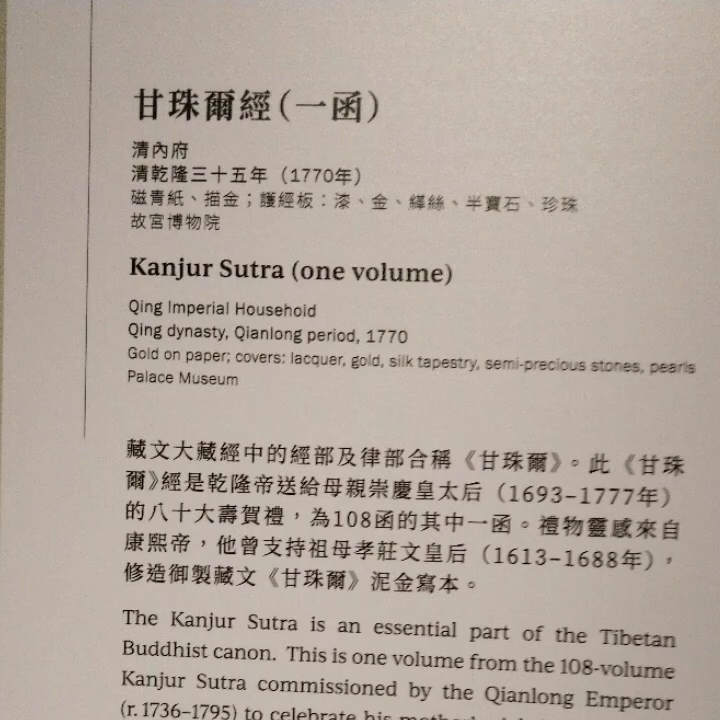 甘珠爾經(一函)
清內府
清乾隆三十五年（1770年）
磁青紙、描金；護經板：漆、金、緙絲、半寶石、珍珠
故宮博物院
Kanjur Sutra (one volume)
Qing Imperial Household
Qing dynasty, Qianlong period, 1770
Gold on paper; covers: lacquer, gold, silk tapestry, semi-precious stones, pearls
Palace Museum
藏文大藏經中的經部及律部合稱《甘珠爾》。此《甘珠
爾》經是乾隆帝送給母親崇慶皇太后（1693–1777年）
的八十大壽賀禮，為108函的其中一函。禮物靈感來自
康熙帝，他曾支持祖母孝莊文皇后（1613–1688年），
修造御製藏文《甘珠爾》泥金寫本。
The Kanjur Sutra is an essential part of the Tibetan
Buddhist canon. This is one volume from the 108-volume
Kanjur Sutra commissioned by the Qianlong Emperor
(r. 1736–1795) to celebrate his